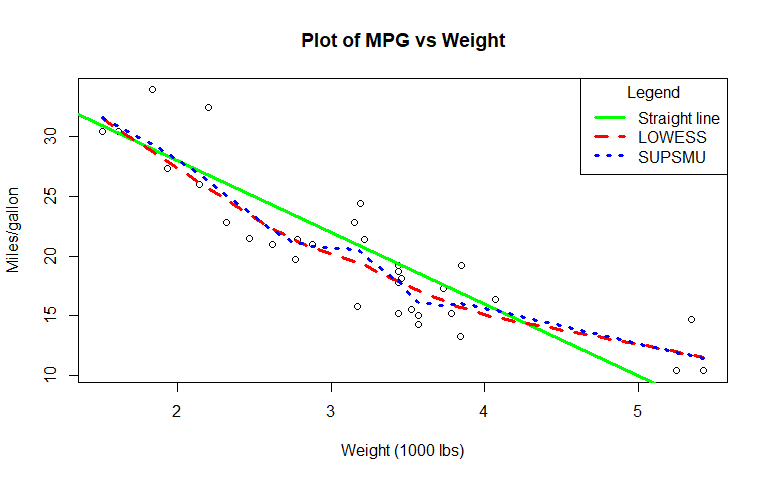 Plot of MPG vs Weight
Legend
Straight line
LOWESS
SUPSMU
Miles/gallon
30
25
20
15
10
2 3 4 5
Weight (1000 lbs)